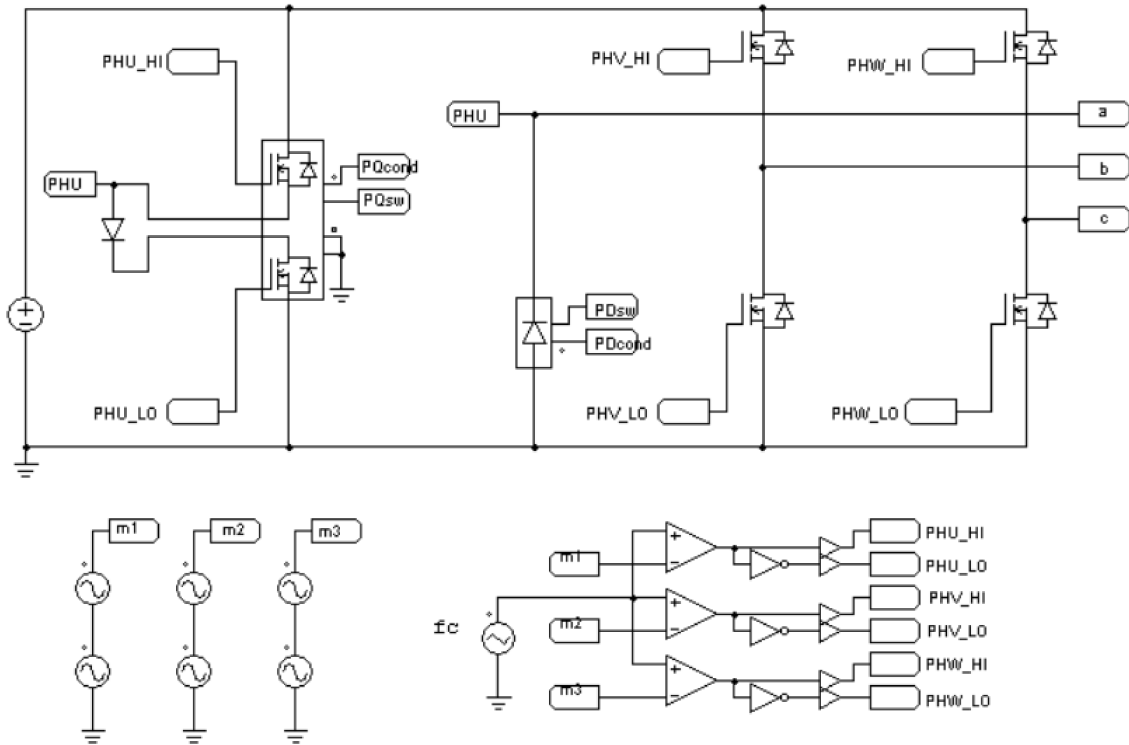 PHU_HI
PHV_HI
PHW_HI
PHU
a
PQcond
b
PHU
PQsw
c
PDsw
PDcond
PHU_LO
PHV_LO
PHW_LO
m1
m2
m3
PHU_HI
m1
PHU_LO
PHV_HI
fc
m2
PHV_LO
PHW_HI
m3
PHW_LO